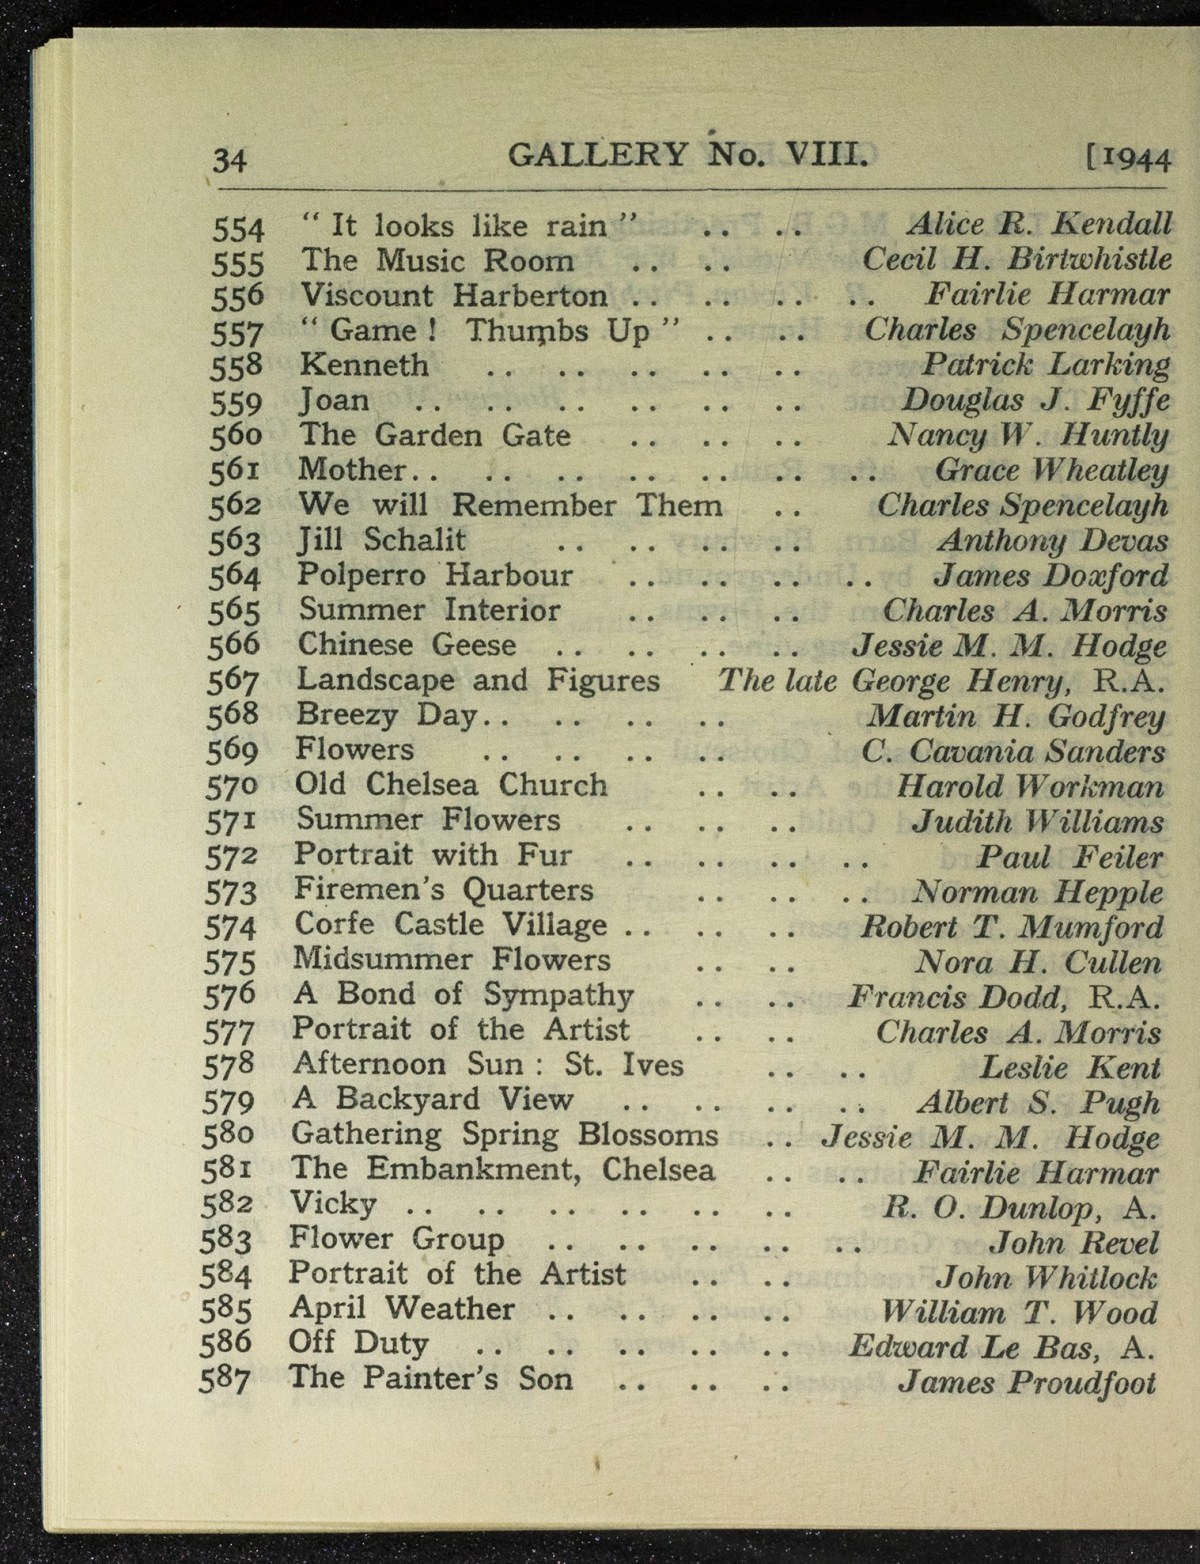 34 GALLERY No. VIII. [1944
554 “ It looks like rain ” .. .. Alice R. Kendall
555 The Music Room .. .. Cecil H. Birtwhistle
556 Viscount Harberton .. .. .. .. Fairlie Harmar
557 “ Game ! Thumbs Up ” .. .. Charles Spencelayh
558 Kenneth .. .. .. .. .. Patrick Larking
559 Joan .. .. .. .. .. .. Douglas J. Fyffe
560 The Garden Gate .. .. .. Nancy W. Huntly
561 Mother .. .. .. .. .. .. .. Grace Wheatley
562 We will Remember Them .. Charles Spencelayh
563 Jill Schalit .. .. .. .. Anthony Devas
564 Polperro Harbour .. .. .. .. James Doxford
565 Summer Interior .. .. .. Charles A. Morris
566 Chinese Geese .. .. .. .. Jessie M. M. Hodge
567 Landscape and Figures The late George Henry, R.A.
568 Breezy Day .. .. .. .. Martin H. Godfrey
569 Flowers .. .. .. .. C. Cavania Sanders
570 Old Chelsea Church .. .. Harold Workman
571 Summer Flowers .. .. .. Judith Williams
572 Portrait with Fur .. .. .. .. Paul Feiler
573 Firemen’s Quarters .. .. .. Norman Hepple
574 Corfe Castle Village .. .. .. Robert T. Mumford
575 Midsummer Flowers .. .. Nora H. Cullen
576 A Bond of Sympathy .. .. Francis Dodd, R.A.
577 Portrait of the Artist .. .. Charles A. Morris
578 Afternoon Sun : St. Ives .. .. Leslie Kent
579 A Backyard View .. .. .. .. Albert S. Pugh
580 Gathering Spring Blossoms .. Jessie M. M. Hodge
581 The Embankment, Chelsea .. .. Fairlie Harmar
582 Vicky .. .. .. .. .. .. R. O. Dunlop, A.
583 Flower Group .. .. .. .. .. John Revel
584 Portrait of the Artist .. .. John Whitlock
585 April Weather .. .. .. .. William T. Wood
586 Off Duty .. .. .. .. .. Edward Le Bas, A.
587 The Painter’s Son .. .. .. James Proudfoot